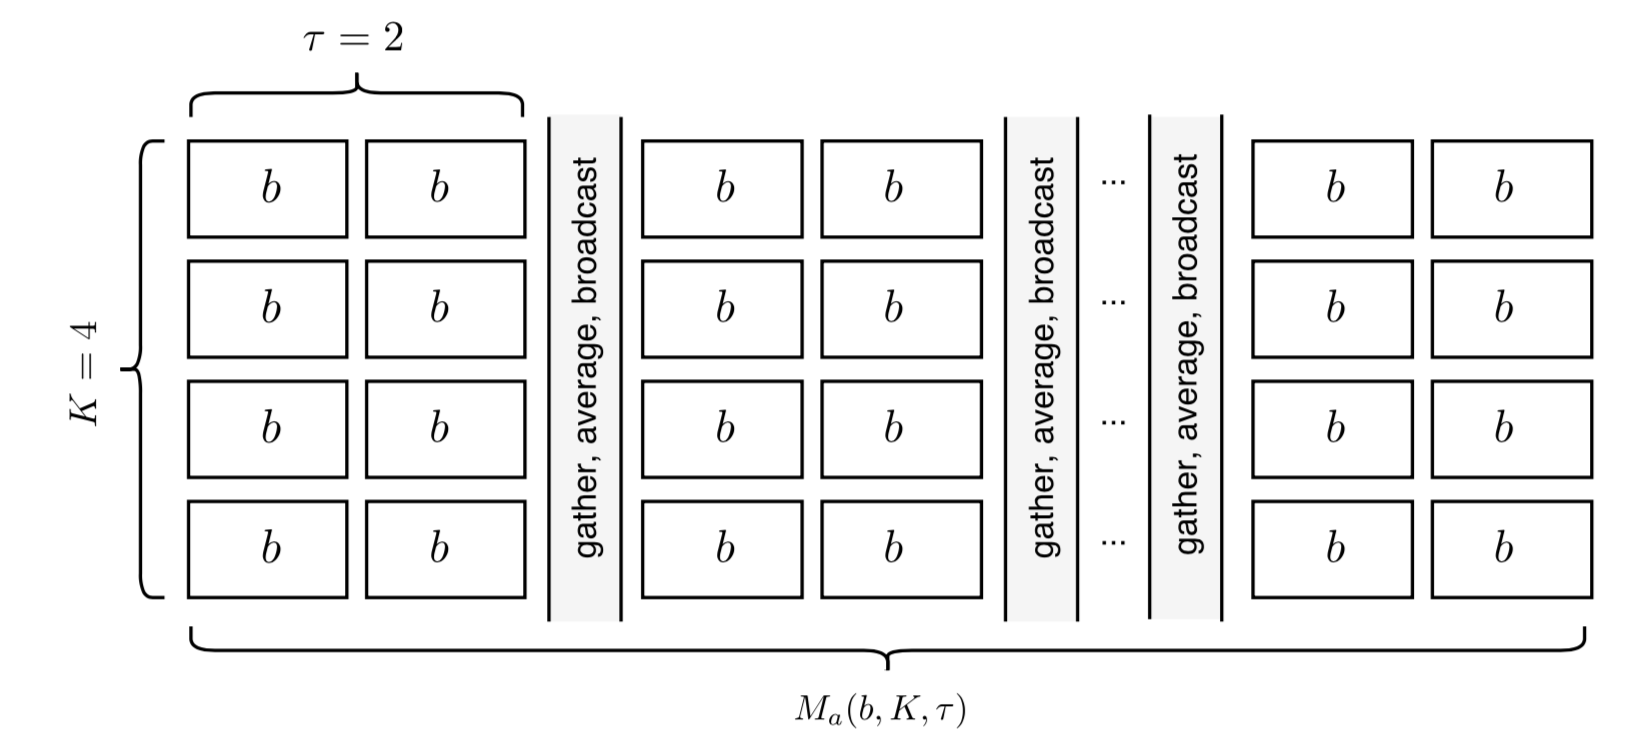 τ = 2
K = 4
b b gather, average, broadcast b b gather, average, broadcast ... gather, average, broadcast b b
b b b b ... b b
b b b b ... b b
b b b b ... b b
M_a(b, K, τ)